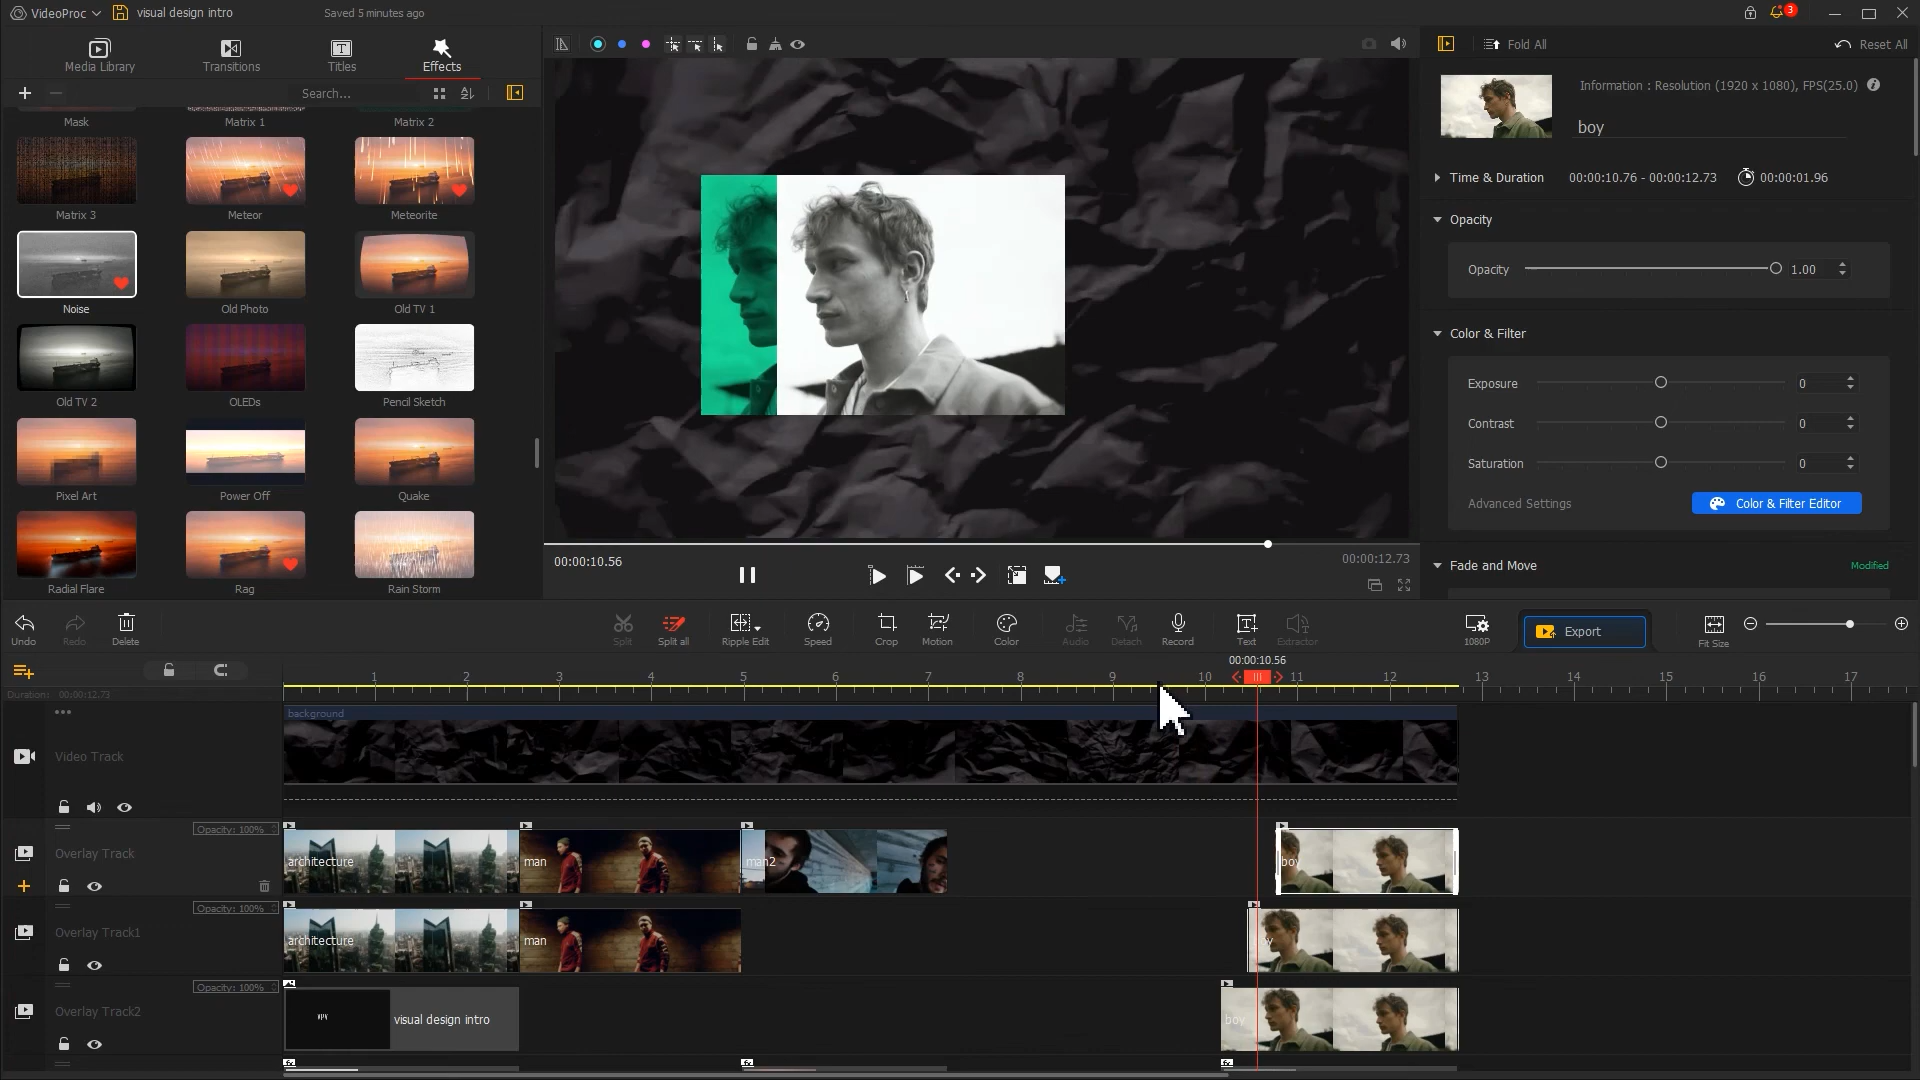 VideoProc
visual design intro
Saved 5 minutes ago
3
Media Library
Transitions
Titles
Effects
Search...
Mask
Matrix 1
Matrix 2
Matrix 3
Meteor
Meteorite
Noise
Old Photo
Old TV 1
Old TV 2
OLEDs
Pencil Sketch
Pixel Art
Power Off
Quake
Radial Flare
Rag
Rain Storm
00:00:10.56
00:00:12.73
Fold All
Reset All
Information : Resolution (1920 x 1080), FPS(25.0)
boy
Time & Duration
00:00:10.76 - 00:00:12.73
00:00:01.96
Opacity
Opacity
1.00
Color & Filter
Exposure
0
Contrast
0
Saturation
0
Advanced Settings
Color & Filter Editor
Fade and Move
Modified
Undo
Redo
Delete
Split
Split all
Ripple Edit
Speed
Crop
Motion
Color
Audio
Detach
Record
Text
Extractor
1080P
Export
Fit Size
00:00:10.56
1 2 3 4 5 6 7 8 9 10 11 12 13 14 15 16 17
Duration: 00:00:12.73
background
Video Track
Opacity: 100%
Overlay Track
architecture
man
man2
boy
Opacity: 100%
Overlay Track1
architecture
man
Opacity: 100%
Overlay Track2
visual design intro
boy